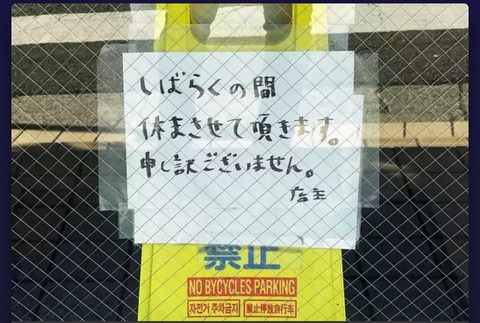 しばらくの間
休まさせて頂きます。
申し訳ございません。
店主
禁止
NO BYCYCLES PARKING
자전거 주차금지
禁止停放自行车